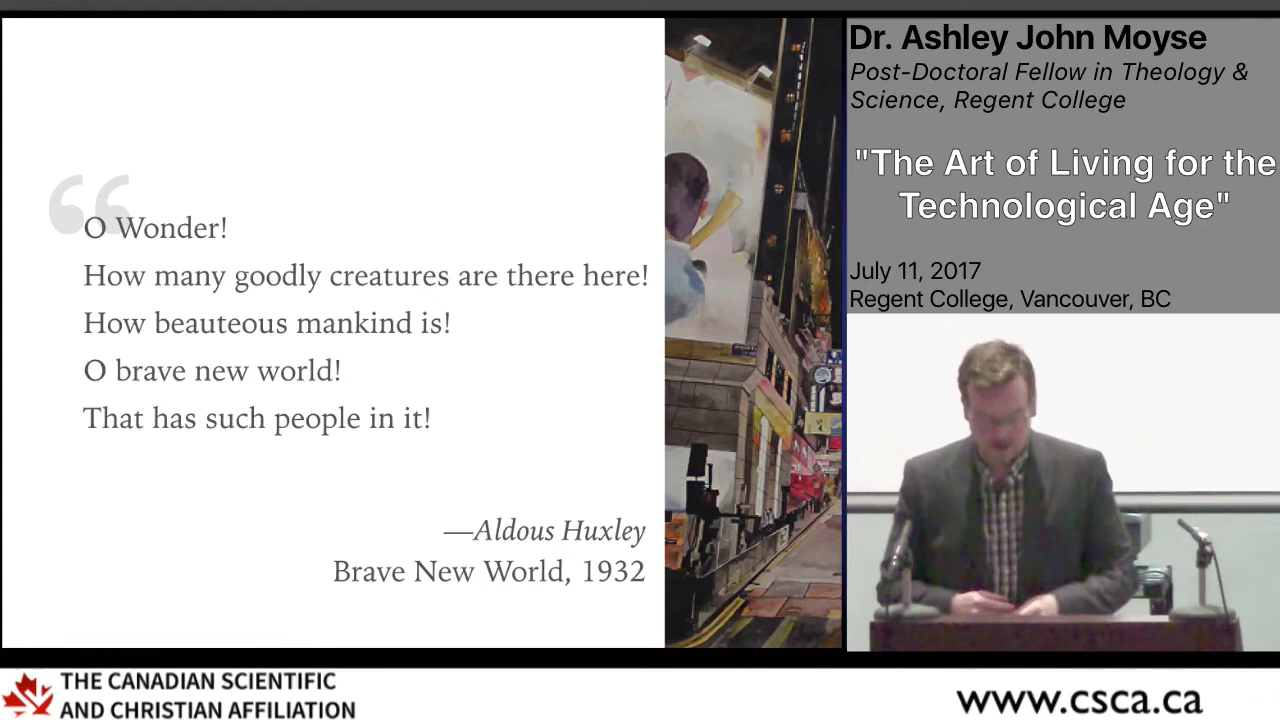 “
O Wonder!
How many goodly creatures are there here!
How beauteous mankind is!
O brave new world!
That has such people in it!
—Aldous Huxley
Brave New World, 1932
Dr. Ashley John Moyse
Post-Doctoral Fellow in Theology &
Science, Regent College
"The Art of Living for the
Technological Age"
July 11, 2017
Regent College, Vancouver, BC
THE CANADIAN SCIENTIFIC
AND CHRISTIAN AFFILIATION
www.csca.ca